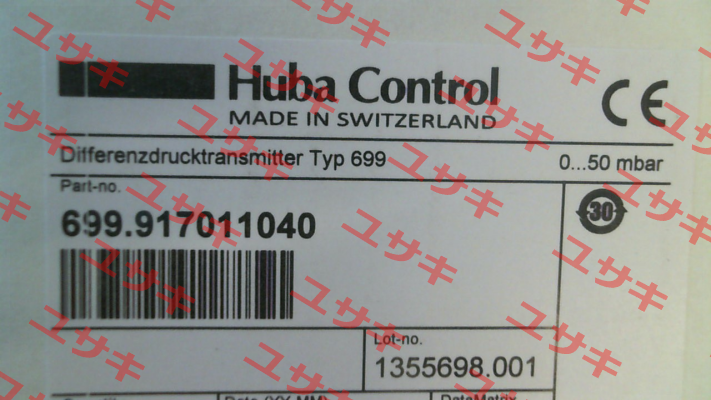 Huba Control
MADE IN SWITZERLAND
CE
Differenzdrucktransmitter Typ 699 0...50 mbar
Part-no.
699.917011040
30
Lot-no.
1355698.001
ユサキ